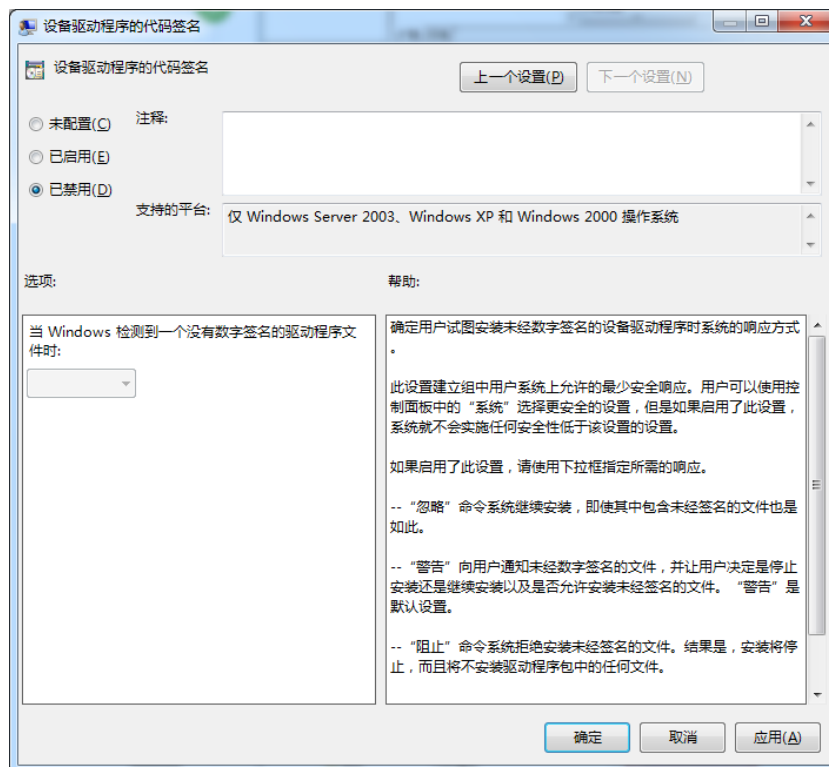 设备驱动程序的代码签名
设备驱动程序的代码签名
上一个设置(P)
下一个设置(N)
未配置(C)
注释:
已启用(E)
已禁用(D)
支持的平台:
仅 Windows Server 2003、Windows XP 和 Windows 2000 操作系统
选项:
帮助:
当 Windows 检测到一个没有数字签名的驱动程序文
件时:
确定用户试图安装未经数字签名的设备驱动程序时系统的响应方式
。
此设置建立组中用户系统上允许的最少安全响应。用户可以使用控
制面板中的“系统”选择更安全的设置，但是如果启用了此设置，
系统就不会实施任何安全性低于该设置的设置。
如果启用了此设置，请使用下拉框指定所需的响应。
--“忽略”命令系统继续安装，即使其中包含未经签名的文件也是
如此。
--“警告”向用户通知未经数字签名的文件，并让用户决定是停止
安装还是继续安装以及是否允许安装未经签名的文件。“警告”是
默认设置。
--“阻止”命令系统拒绝安装未经签名的文件。结果是，安装将停
止，而且将不安装驱动程序包中的任何文件。
确定
取消
应用(A)